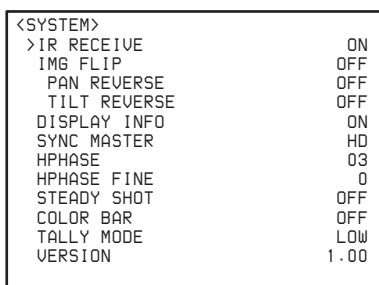 <SYSTEM>
>IR RECEIVE ON
IMG FLIP OFF
PAN REVERSE OFF
TILT REVERSE OFF
DISPLAY INFO ON
SYNC MASTER HD
HPHASE 03
HPHASE FINE 0
STEADY SHOT OFF
COLOR BAR OFF
TALLY MODE LOW
VERSION 1.00